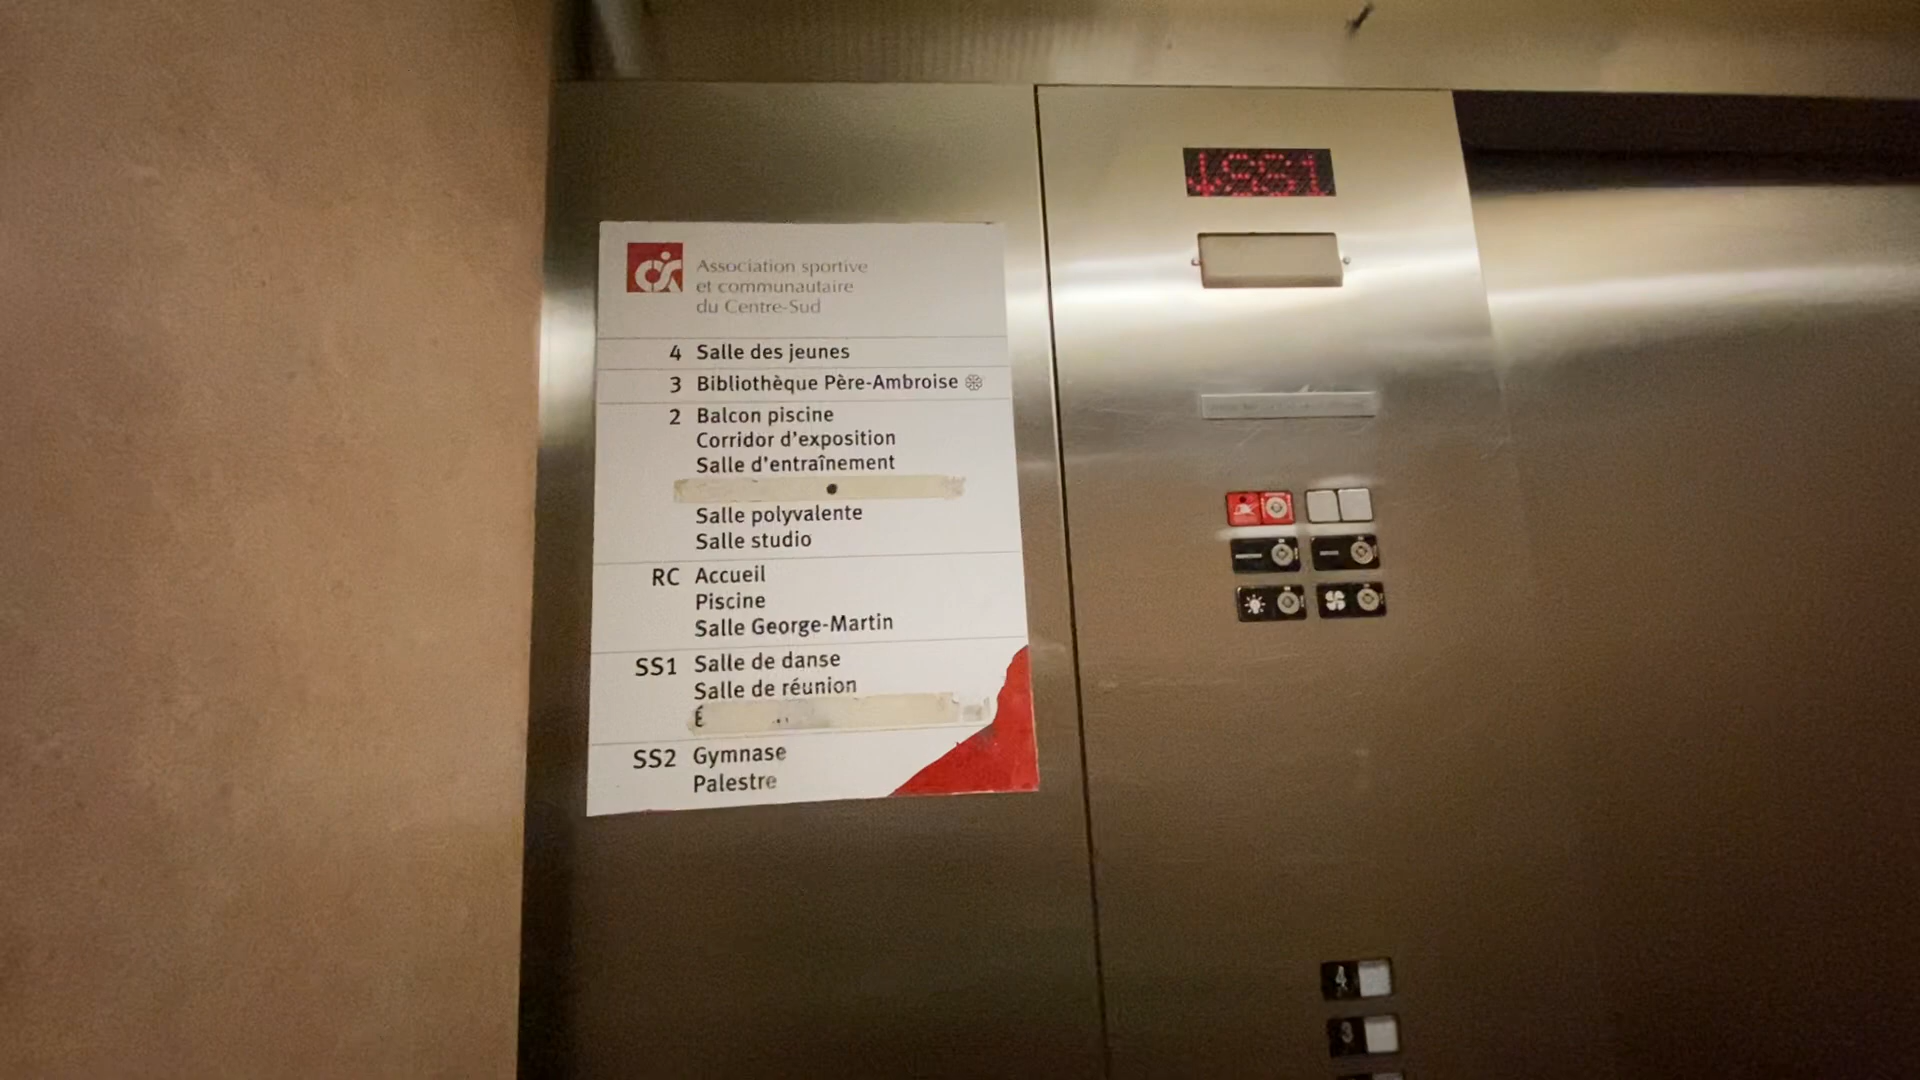 Association sportive
et communautaire
du Centre-Sud
4 Salle des jeunes
3 Bibliothèque Père-Ambroise
2 Balcon piscine
Corridor d'exposition
Salle d'entraînement
Salle polyvalente
Salle studio
RC Accueil
Piscine
Salle George-Martin
SS1 Salle de danse
Salle de réunion
É
SS2 Gymnase
Palestre
SS1
4
3